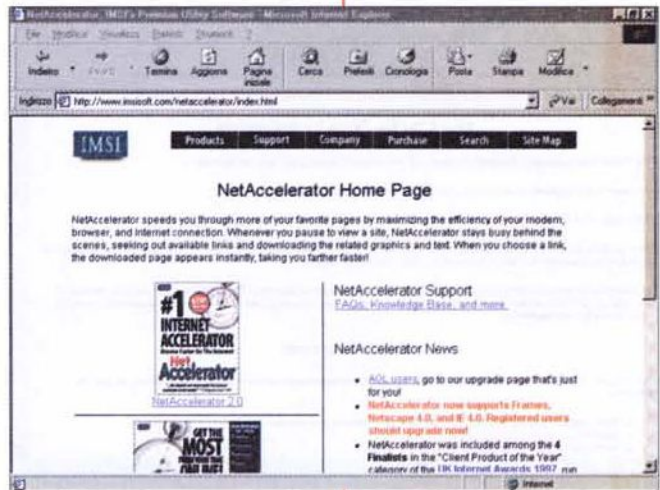 NetAccelerator, IMSI's Premium Utility Software - Microsoft Internet Explorer
File Modifica Visualizza Preferiti Strumenti ?
Indietro Avanti Termina Aggiorna Pagina iniziale Cerca Preferiti Cronologia Posta Stampa Modifica
Indirizzo http://www.imsisoft.com/netaccelerator/index.html Vai Collegamenti
IMSI
Products Support Company Purchase Search Site Map
NetAccelerator Home Page
NetAccelerator speeds you through more of your favorite pages by maximizing the efficiency of your modem,
browser, and Internet connection. Whenever you pause to view a site, NetAccelerator stays busy behind the
scenes, seeking out available links and downloading the related graphics and text. When you choose a link,
the downloaded page appears instantly, taking you farther faster!
#1
INTERNET
ACCELERATOR
Net
Accelerator
NetAccelerator 2.0
GET THE
MOST
NetAccelerator Support
FAQs, Knowledge Base, and more.
NetAccelerator News
AOL users, go to our upgrade page that's just
for you!
NetAccelerator now supports Frames,
Netscape 4.0, and IE 4.0. Registered users
should upgrade now!
NetAccelerator was included among the 4
Finalists in the "Client Product of the Year"
category of the UK Internet Awards 1997, run
Internet